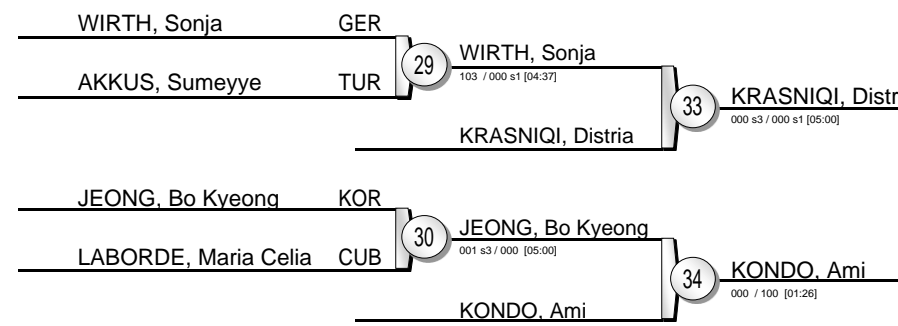 WIRTH, Sonja GER
29
WIRTH, Sonja
103 / 000 s1 [04:37]
AKKUS, Sumeyye TUR
33
KRASNIQI, Distr
000 s3 / 000 s1 [05:00]
KRASNIQI, Distria
JEONG, Bo Kyeong KOR
30
JEONG, Bo Kyeong
001 s3 / 000 [05:00]
LABORDE, Maria Celia CUB
34
KONDO, Ami
000 / 100 [01:26]
KONDO, Ami